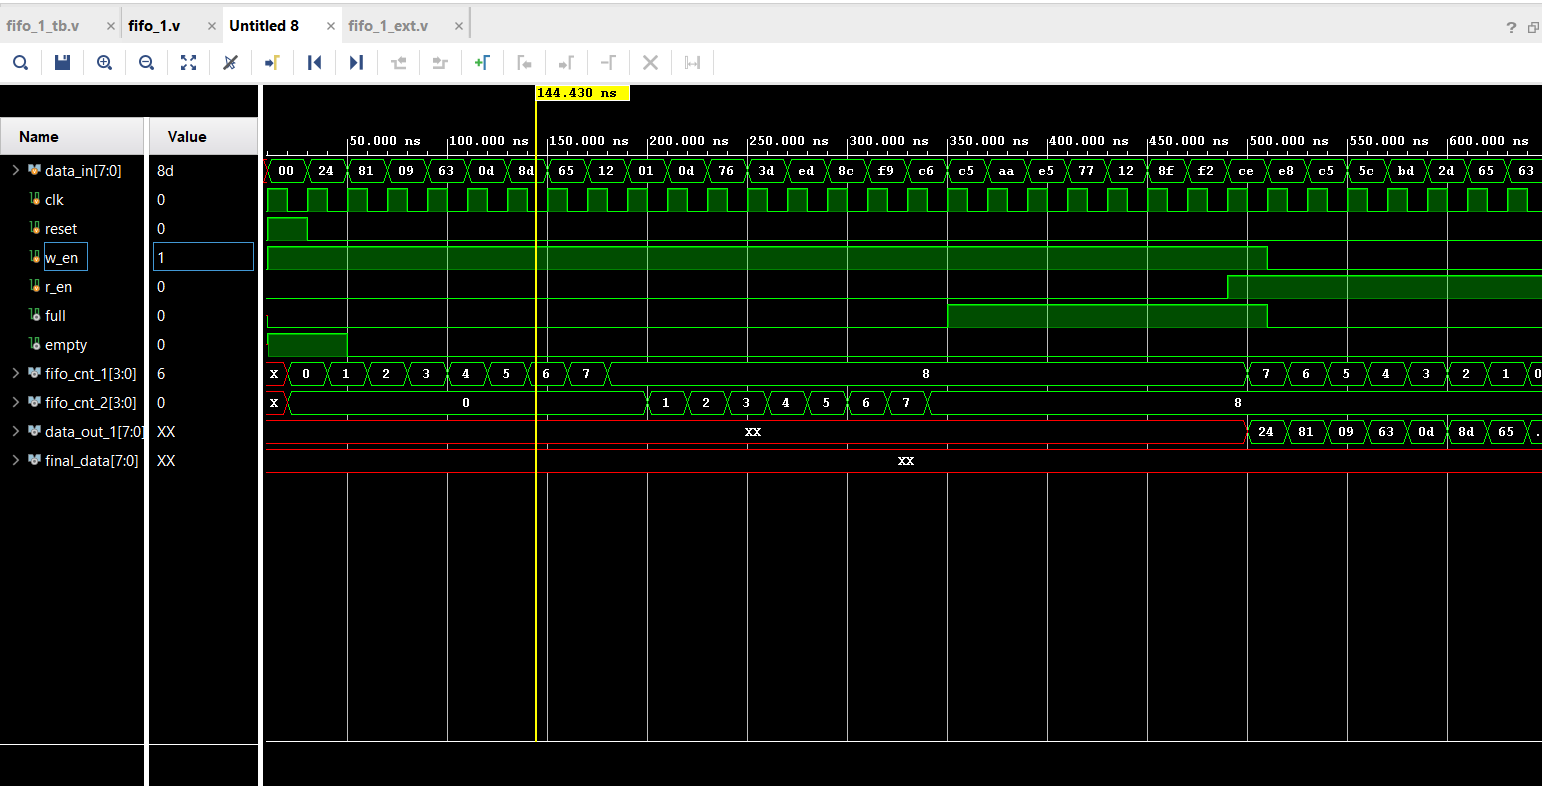 fifo_1_tb.v × fifo_1.v × Untitled 8 × fifo_1_ext.v ×
144.430 ns
Name Value
50.000 ns 100.000 ns 150.000 ns 200.000 ns 250.000 ns 300.000 ns 350.000 ns 400.000 ns 450.000 ns 500.000 ns 550.000 ns 600.000 ns
data_in[7:0] 8d 00 24 81 09 63 0d 8d 65 12 01 0d 76 3d ed 8c f9 c6 c5 aa e5 77 12 8f f2 ce e8 c5 5c bd 2d 65 63
clk 0
reset 0
w_en 1
r_en 0
full 0
empty 0
fifo_cnt_1[3:0] 6 X 0 1 2 3 4 5 6 7 8 7 6 5 4 3 2 1 0
fifo_cnt_2[3:0] 0 X 0 1 2 3 4 5 6 7 8
data_out_1[7:0] XX XX 24 81 09 63 0d 8d 65 .
final_data[7:0] XX XX